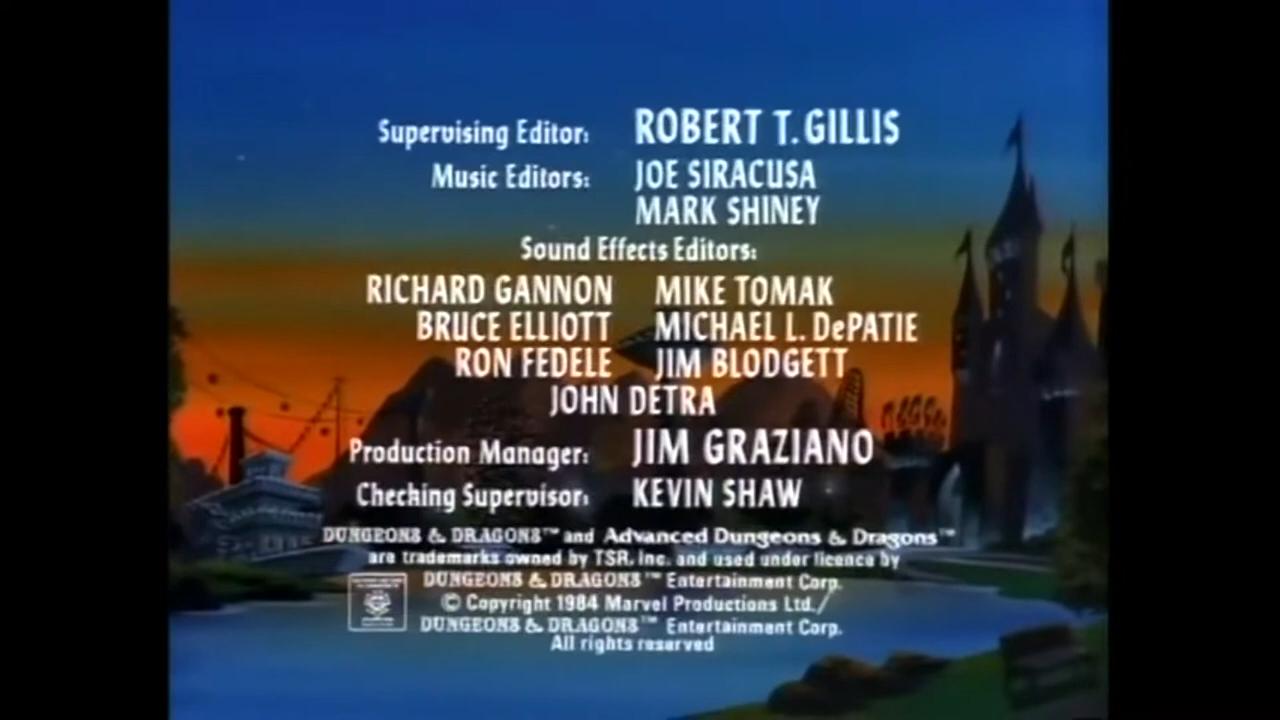 Supervising Editor: ROBERT T. GILLIS
Music Editors: JOE SIRACUSA
MARK SHINEY
Sound Effects Editors:
RICHARD GANNON MIKE TOMAK
BRUCE ELLIOTT MICHAEL L. DePATIE
RON FEDELE JIM BLODGETT
JOHN DETRA
Production Manager: JIM GRAZIANO
Checking Supervisor: KEVIN SHAW
DUNGEONS & DRAGONS™ and Advanced Dungeons & Dragons™
are trademarks owned by TSR, Inc. and used under licence by
DUNGEONS & DRAGONS™ Entertainment Corp.
© Copyright 1984 Marvel Productions Ltd./
DUNGEONS & DRAGONS™ Entertainment Corp.
All rights reserved